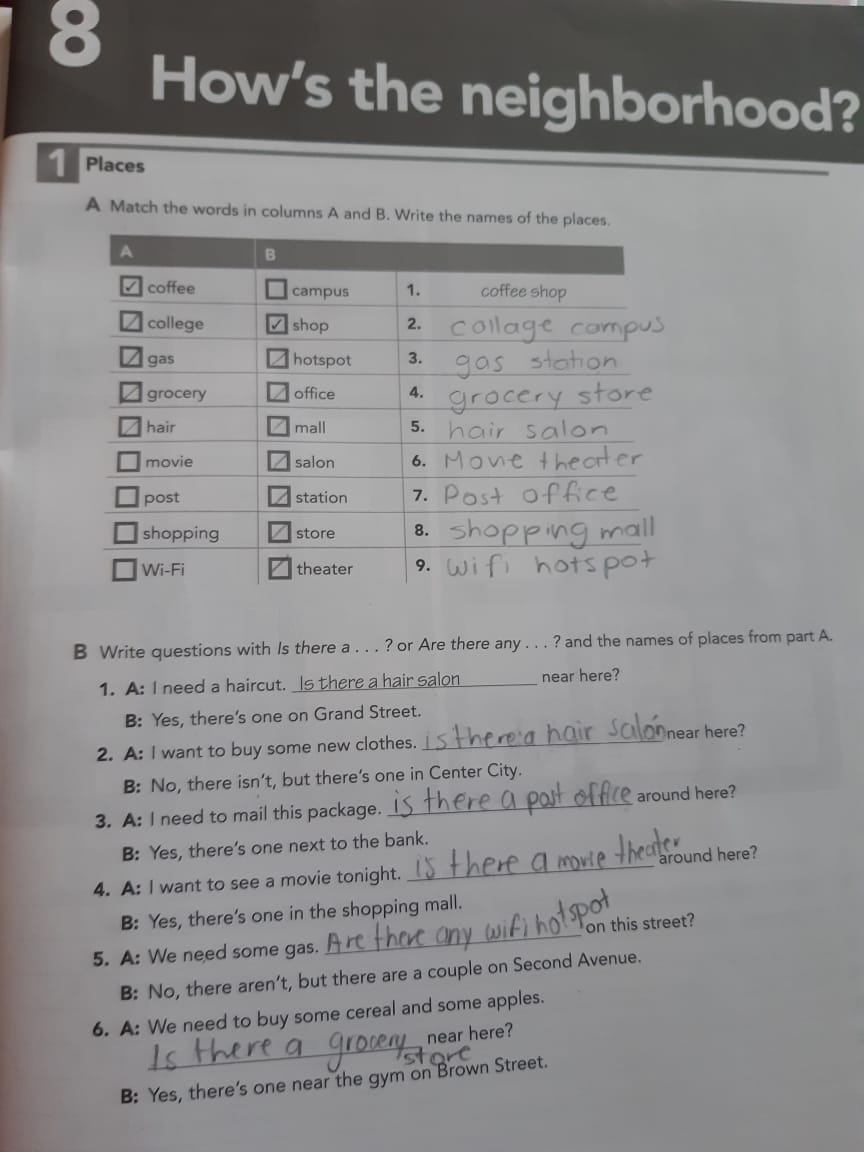 8
How's the neighborhood?
1 Places
A Match the words in columns A and B. Write the names of the places.
A B
coffee campus 1. coffee shop
college shop 2. collage campus
gas hotspot 3. gas station
grocery office 4. grocery store
hair mall 5. hair salon
movie salon 6. Movie theater
post station 7. Post office
shopping store 8. shopping mall
Wi-Fi theater 9. wifi hotspot
B Write questions with Is there a . . . ? or Are there any . . . ? and the names of places from part A.
1. A: I need a haircut. Is there a hair salon near here?
B: Yes, there's one on Grand Street.
2. A: I want to buy some new clothes. is there a hair salon near here?
B: No, there isn't, but there's one in Center City.
3. A: I need to mail this package. is there a post office around here?
B: Yes, there's one next to the bank.
4. A: I want to see a movie tonight. is there a movie theater around here?
B: Yes, there's one in the shopping mall.
5. A: We need some gas. Are there any wifi hotspot on this street?
B: No, there aren't, but there are a couple on Second Avenue.
6. A: We need to buy some cereal and some apples.
Is there a grocery store near here?
B: Yes, there's one near the gym on Brown Street.